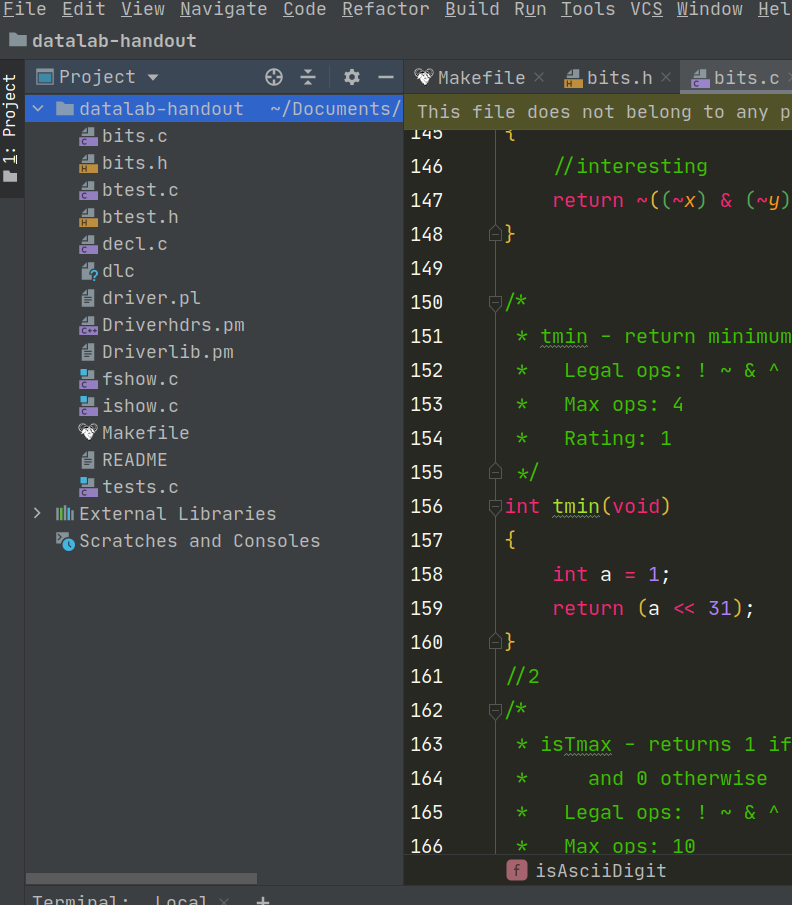 File Edit View Navigate Code Refactor Build Run Tools VCS Window Hel
datalab-handout
1: Project
Project
datalab-handout ~/Documents/
bits.c
bits.h
btest.c
btest.h
decl.c
dlc
driver.pl
Driverhdrs.pm
Driverlib.pm
fshow.c
ishow.c
Makefile
README
tests.c
External Libraries
Scratches and Consoles
Makefile bits.h bits.c
This file does not belong to any p
145 {
146 //interesting
147 return ~((~x) & (~y)
148 }
149
150 /*
151 * tmin - return minimum
152 * Legal ops: ! ~ & ^
153 * Max ops: 4
154 * Rating: 1
155 */
156 int tmin(void)
157 {
158 int a = 1;
159 return (a << 31);
160 }
161 //2
162 /*
163 * isTmax - returns 1 if
164 * and 0 otherwise
165 * Legal ops: ! ~ & ^
166 * Max ops: 10
f isAsciiDigit
Terminal: Local × +